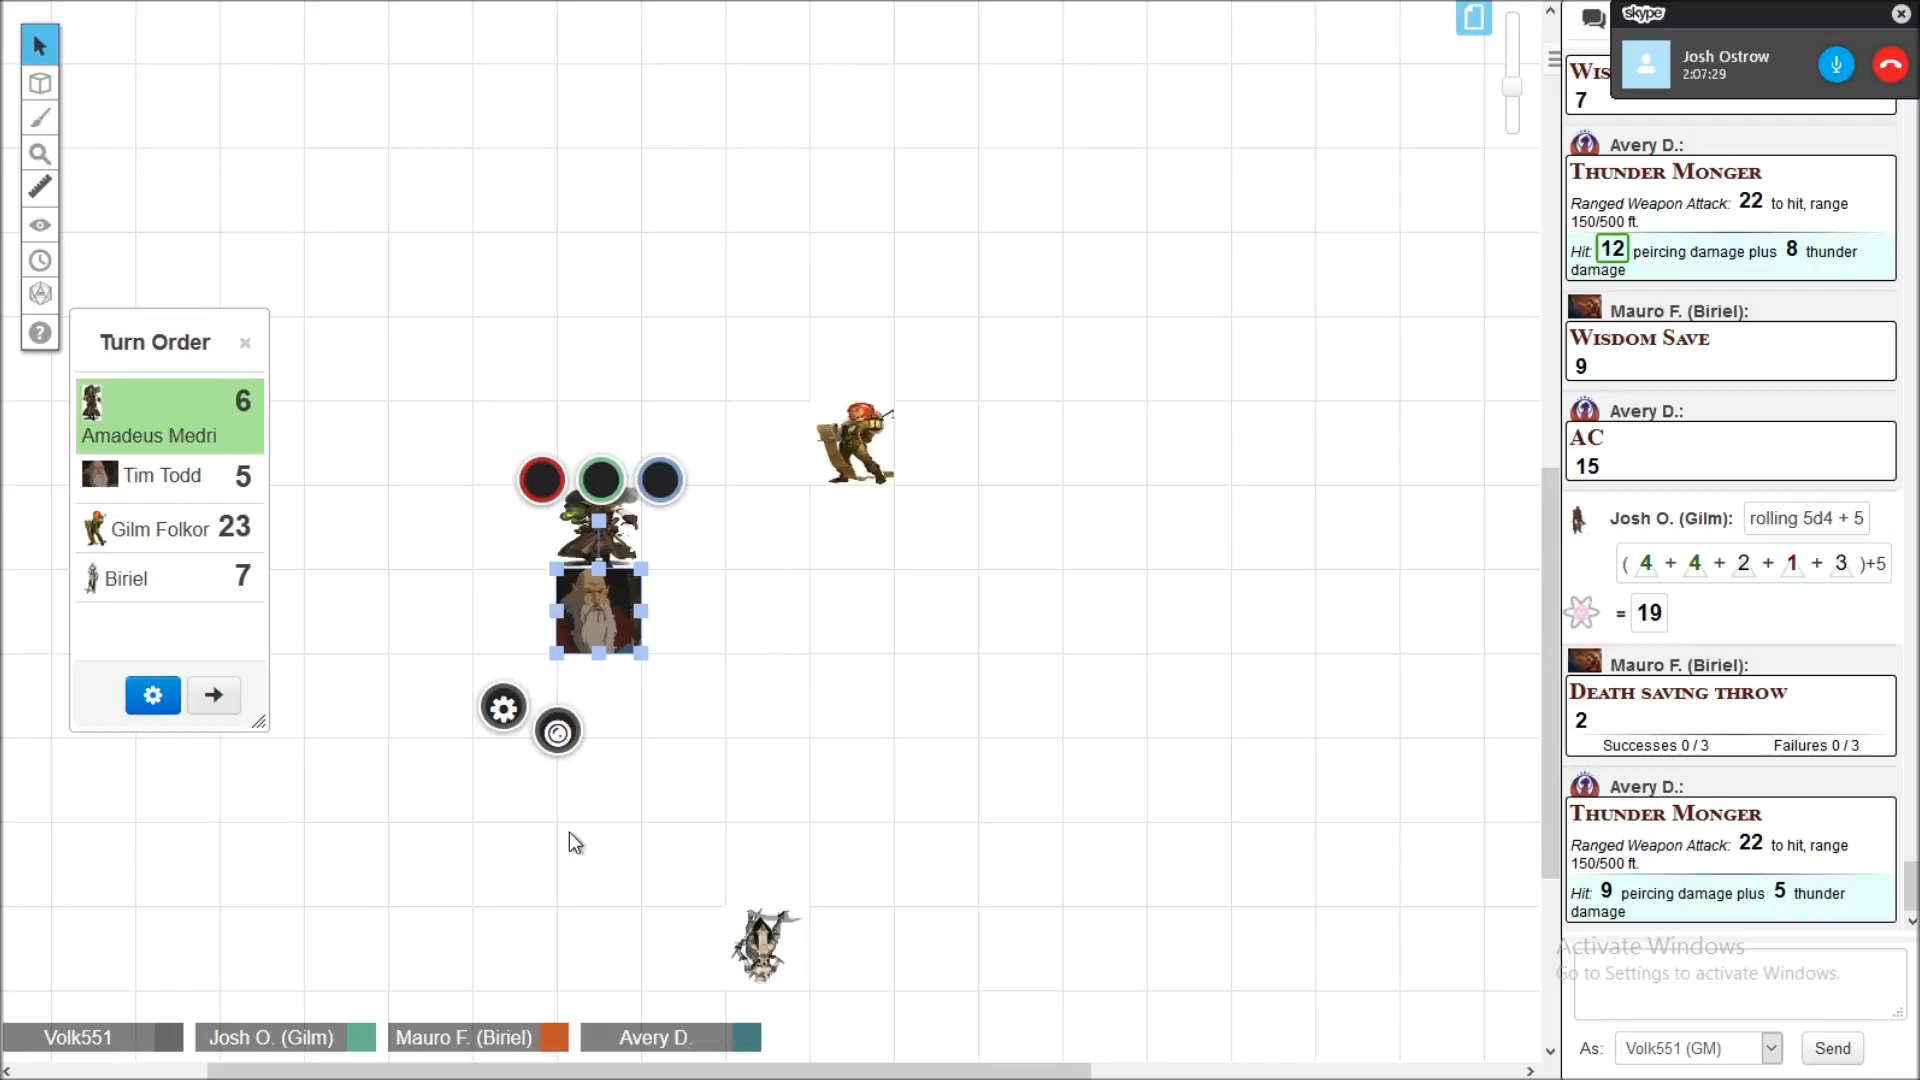 Turn Order
6
Amadeus Medri
Tim Todd 5
Gilm Folkor 23
Biriel 7
Volk551
Josh O. (Gilm)
Mauro F. (Biriel)
Avery D.
skype
Josh Ostrow
2:07:29
WIS
7
Avery D.:
THUNDER MONGER
Ranged Weapon Attack: 22 to hit, range
150/500 ft.
Hit: 12 peircing damage plus 8 thunder
damage
Mauro F. (Biriel):
WISDOM SAVE
9
Avery D.:
AC
15
Josh O. (Gilm): rolling 5d4 + 5
( 4 + 4 + 2 + 1 + 3 )+5
= 19
Mauro F. (Biriel):
DEATH SAVING THROW
2
Successes 0 / 3 Failures 0 / 3
Avery D.:
THUNDER MONGER
Ranged Weapon Attack: 22 to hit, range
150/500 ft.
Hit: 9 peircing damage plus 5 thunder
damage
Activate Windows
Go to Settings to activate Windows.
As: Volk551 (GM) Send